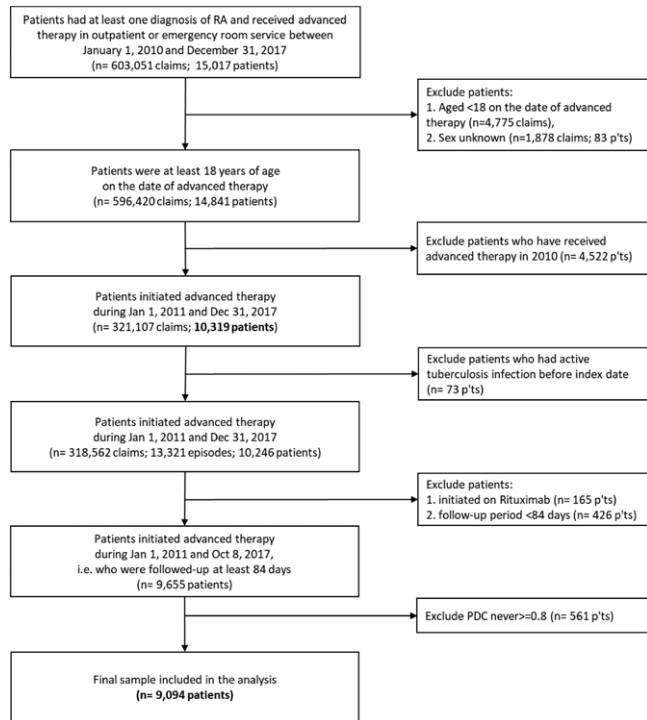 Patients had at least one diagnosis of RA and received advanced
therapy in outpatient or emergency room service between
January 1, 2010 and December 31, 2017
(n= 603,051 claims; 15,017 patients)
Exclude patients:
1. Aged <18 on the date of advanced
therapy (n=4,775 claims),
2. Sex unknown (n=1,878 claims; 83 p'ts)
Patients were at least 18 years of age
on the date of advanced therapy
(n= 596,420 claims; 14,841 patients)
Exclude patients who have received
advanced therapy in 2010 (n= 4,522 p'ts)
Patients initiated advanced therapy
during Jan 1, 2011 and Dec 31, 2017
(n= 321,107 claims; 10,319 patients)
Exclude patients who had active
tuberculosis infection before index date
(n= 73 p'ts)
Patients initiated advanced therapy
during Jan 1, 2011 and Dec 31, 2017
(n= 318,562 claims; 13,321 episodes; 10,246 patients)
Exclude patients:
1. initiated on Rituximab (n= 165 p'ts)
2. follow-up period <84 days (n= 426 p'ts)
Patients initiated advanced therapy
during Jan 1, 2011 and Oct 8, 2017,
i.e. who were followed-up at least 84 days
(n= 9,655 patients)
Exclude PDC never>=0.8 (n= 561 p'ts)
Final sample included in the analysis
(n= 9,094 patients)